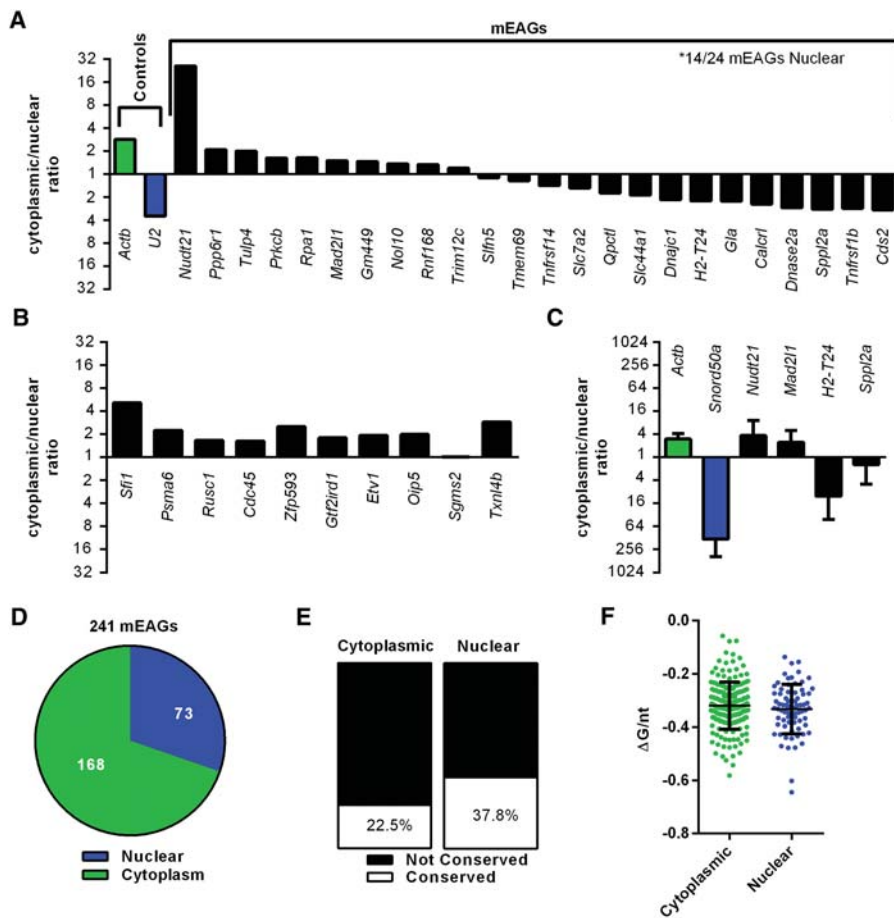 A
mEAGs
Controls
*14/24 mEAGs Nuclear
cytoplasmic/nuclear
ratio
32
16
8
4
2
1
2
4
8
16
32
Actb
U2
Nudt21
Ppp6r1
Tulp4
Prkcb
Rpa1
Mad2l1
Gm449
Nol10
Rnf168
Trim12c
Slfn5
Tmem69
Tnfrsf14
Slc7a2
Qpctl
Slc44a1
Dnajc1
H2-T24
Gla
Calcrl
Dnase2a
Sppl2a
Tnfrsf1b
Cds2
B
cytoplasmic/nuclear
ratio
32
16
8
4
2
1
2
4
8
16
32
Sfi1
Psma6
Rusc1
Cdc45
Zfp593
Gtf2ird1
Etv1
Oip5
Sgms2
Txnl4b
C
cytoplasmic/nuclear
ratio
1024
256
64
16
4
1
4
16
64
256
1024
Actb
Snord50a
Nudt21
Mad2l1
H2-T24
Sppl2a
D
241 mEAGs
73
168
Nuclear
Cytoplasm
E
Cytoplasmic Nuclear
22.5%
37.8%
Not Conserved
Conserved
F
ΔG/nt
0.0
-0.2
-0.4
-0.6
-0.8
Cytoplasmic
Nuclear